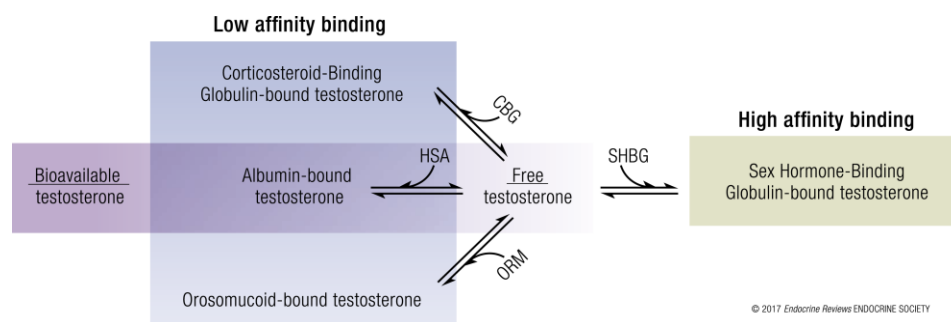 Low affinity binding
Corticosteroid-Binding
Globulin-bound testosterone
CBG
High affinity binding
Bioavailable
testosterone
Albumin-bound
testosterone
HSA
Free
testosterone
SHBG
Sex Hormone-Binding
Globulin-bound testosterone
ORM
Orosomucoid-bound testosterone
© 2017 Endocrine Reviews ENDOCRINE SOCIETY